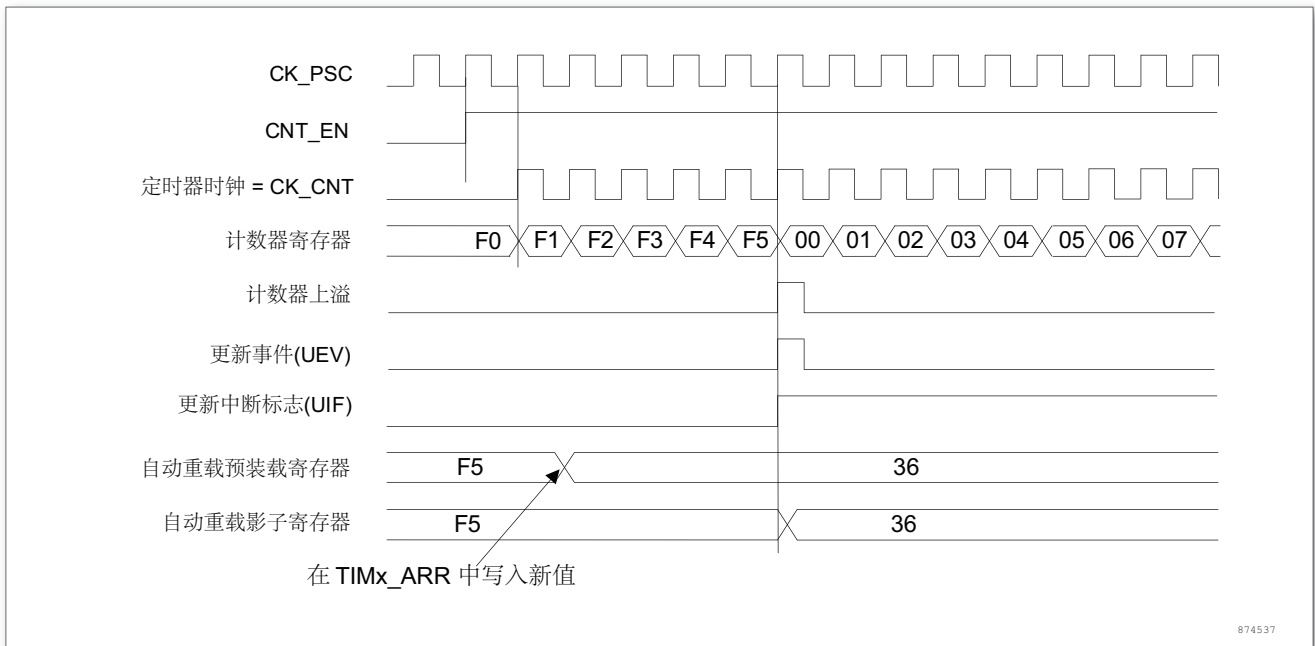 CK_PSC
CNT_EN
定时器时钟 = CK_CNT
计数器寄存器 F0 F1 F2 F3 F4 F5 00 01 02 03 04 05 06 07
计数器上溢
更新事件(UEV)
更新中断标志(UIF)
自动重载预装载寄存器 F5 36
自动重载影子寄存器 F5 36
在 TIMx_ARR 中写入新值
874537